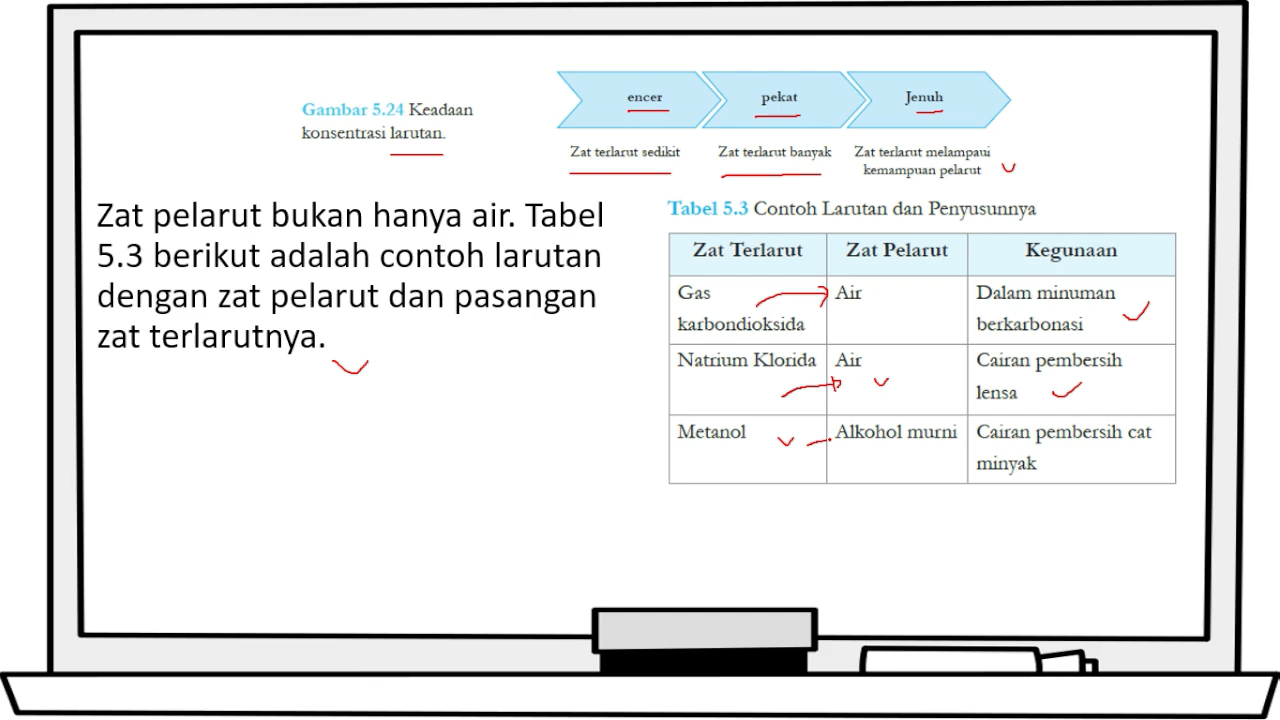 Gambar 5.24 Keadaan
konsentrasi larutan.
encer
pekat
Jenuh
Zat terlarut sedikit
Zat terlarut banyak
Zat terlarut melampaui
kemampuan pelarut
Zat pelarut bukan hanya air. Tabel
5.3 berikut adalah contoh larutan
dengan zat pelarut dan pasangan
zat terlarutnya.
Tabel 5.3 Contoh Larutan dan Penyusunnya
Zat Terlarut Zat Pelarut Kegunaan
Gas Air Dalam minuman
karbondioksida berkarbonasi
Natrium Klorida Air Cairan pembersih
lensa
Metanol Alkohol murni Cairan pembersih cat
minyak